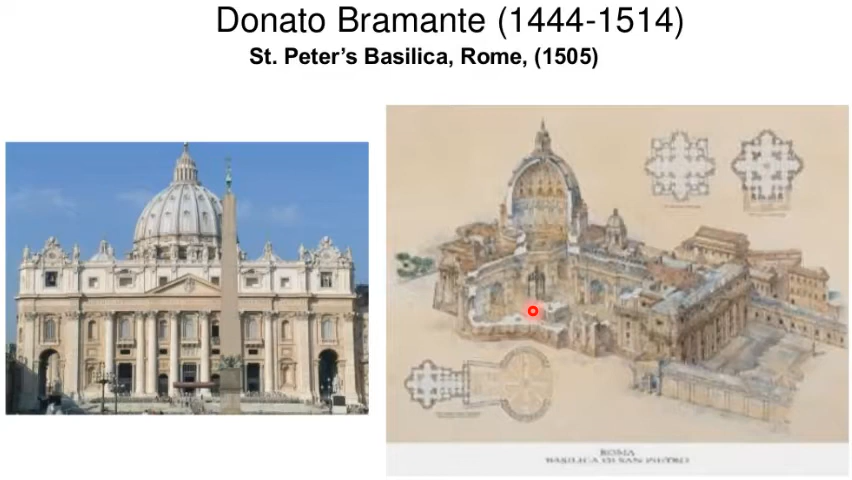 Donato Bramante (1444-1514)
St. Peter’s Basilica, Rome, (1505)
ROMA
BASILICA DI SAN PIETRO